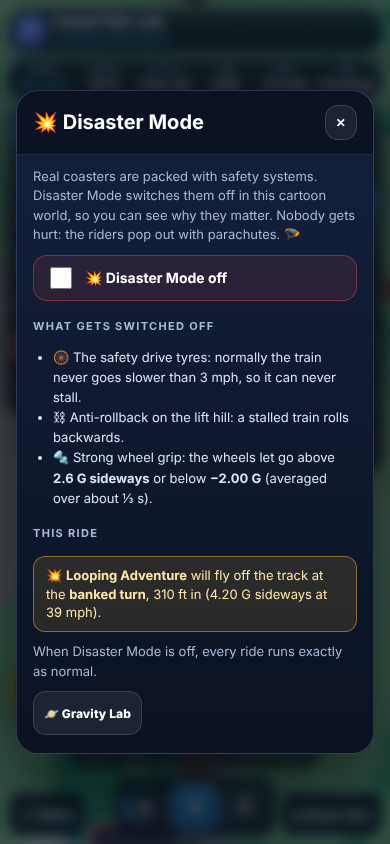 💥 Disaster Mode
×
Real coasters are packed with safety systems.
Disaster Mode switches them off in this cartoon
world, so you can see why they matter. Nobody gets
hurt: the riders pop out with parachutes. 🪂
💥 Disaster Mode off
WHAT GETS SWITCHED OFF
• 🛞 The safety drive tyres: normally the train
never goes slower than 3 mph, so it can never
stall.
• ⛓ Anti-rollback on the lift hill: a stalled train rolls
backwards.
• 🔩 Strong wheel grip: the wheels let go above
2.6 G sideways or below −2.00 G (averaged
over about ⅓ s).
THIS RIDE
💥 Looping Adventure will fly off the track at
the banked turn, 310 ft in (4.20 G sideways at
39 mph).
When Disaster Mode is off, every ride runs exactly
as normal.
🪐 Gravity Lab